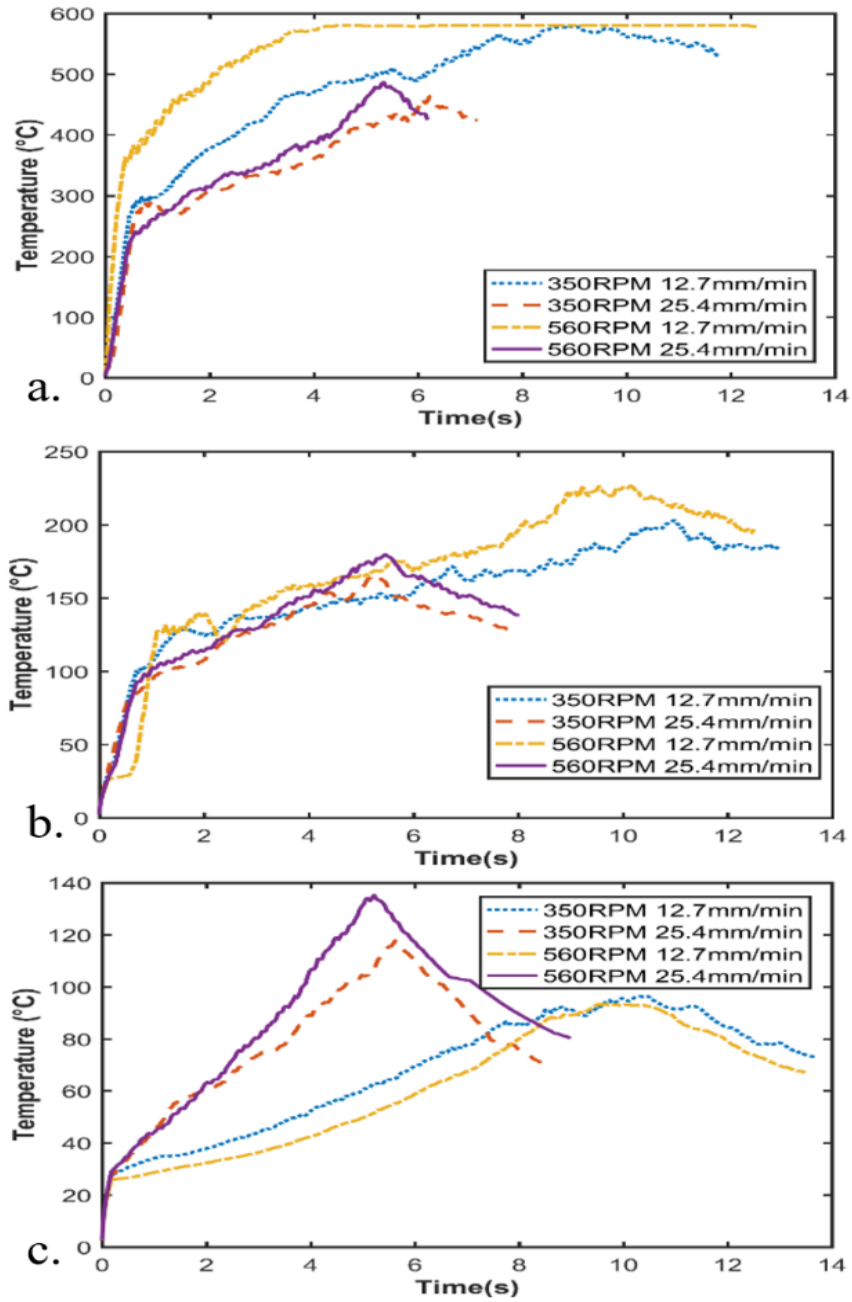 600
500
400
300
200
100
0
Temperature (°C)
350RPM 12.7mm/min
350RPM 25.4mm/min
560RPM 12.7mm/min
560RPM 25.4mm/min
0 2 4 6 8 10 12 14
Time(s)
a.
250
200
150
100
50
0
Temperature (°C)
350RPM 12.7mm/min
350RPM 25.4mm/min
560RPM 12.7mm/min
560RPM 25.4mm/min
0 2 4 6 8 10 12 14
Time(s)
b.
140
120
100
80
60
40
20
0
Temperature (°C)
350RPM 12.7mm/min
350RPM 25.4mm/min
560RPM 12.7mm/min
560RPM 25.4mm/min
0 2 4 6 8 10 12 14
Time(s)
c.